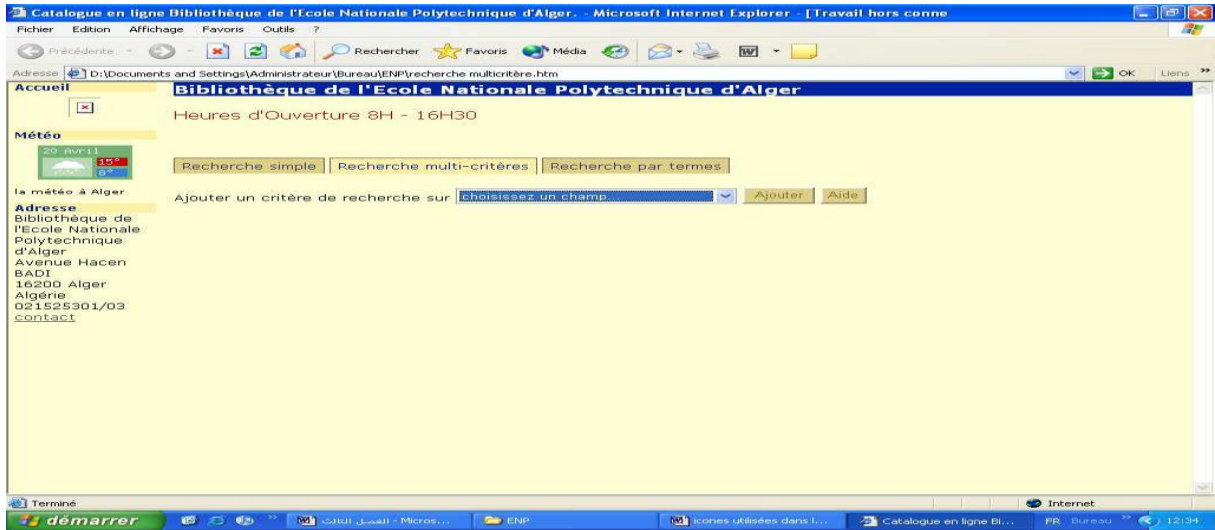 Catalogue en ligne Bibliothèque de l'Ecole Nationale Polytechnique d'Alger. - Microsoft Internet Explorer - [Travail hors conne
Fichier Edition Affichage Favoris Outils ?
Précédente Rechercher Favoris Média
Adresse D:\Documents and Settings\Administrateur\Bureau\ENP\recherche multicritère.htm OK Liens »
Accueil
Bibliothèque de l'Ecole Nationale Polytechnique d'Alger
Heures d'Ouverture 8H - 16H30
Météo
20 Avril
15°
8°
Recherche simple Recherche multi-critères Recherche par termes
la météo à Alger
Ajouter un critère de recherche sur choisissez un champ... Ajouter Aide
Adresse
Bibliothèque de
l'Ecole Nationale
Polytechnique
d'Alger
Avenue Hacen
BADI
16200 Alger
Algérie
021525301/03
contact
Terminé Internet
démarrer » الفصل الثالث - Micros... ENP icones utilisées dans l... Catalogue en ligne Bi... FR Bureau » 12:34